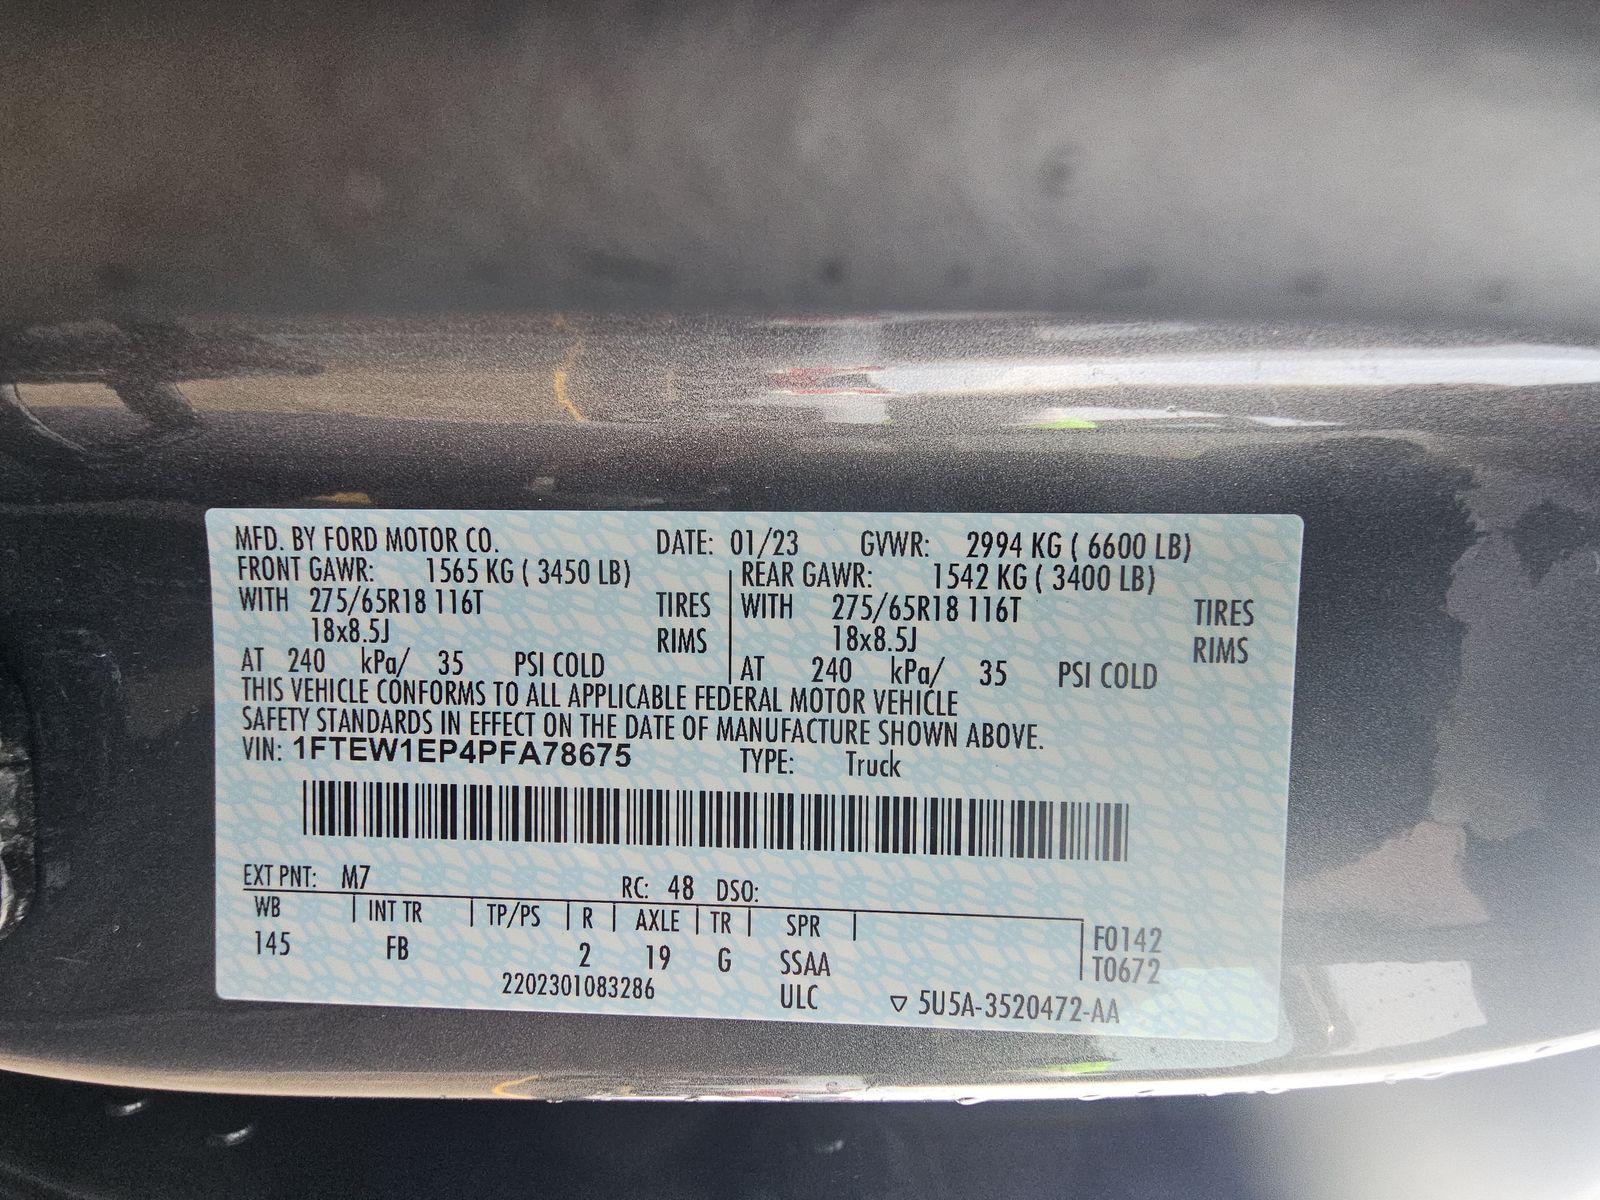 MFD. BY FORD MOTOR CO. DATE: 01/23 GVWR: 2994 KG ( 6600 LB)
FRONT GAWR: 1565 KG ( 3450 LB) REAR GAWR: 1542 KG ( 3400 LB)
WITH 275/65R18 116T TIRES WITH 275/65R18 116T TIRES
18x8.5J RIMS 18x8.5J RIMS
AT 240 kPa/ 35 PSI COLD AT 240 kPa/ 35 PSI COLD
THIS VEHICLE CONFORMS TO ALL APPLICABLE FEDERAL MOTOR VEHICLE
SAFETY STANDARDS IN EFFECT ON THE DATE OF MANUFACTURE SHOWN ABOVE.
VIN: 1FTEW1EP4PFA78675 TYPE: Truck
EXT PNT: M7 RC: 48 DSO:
WB INT TR TP/PS R AXLE TR SPR F0142
145 FB 2 19 G SSAA T0672
2202301083286 ULC ▽ 5U5A-3520472-AA